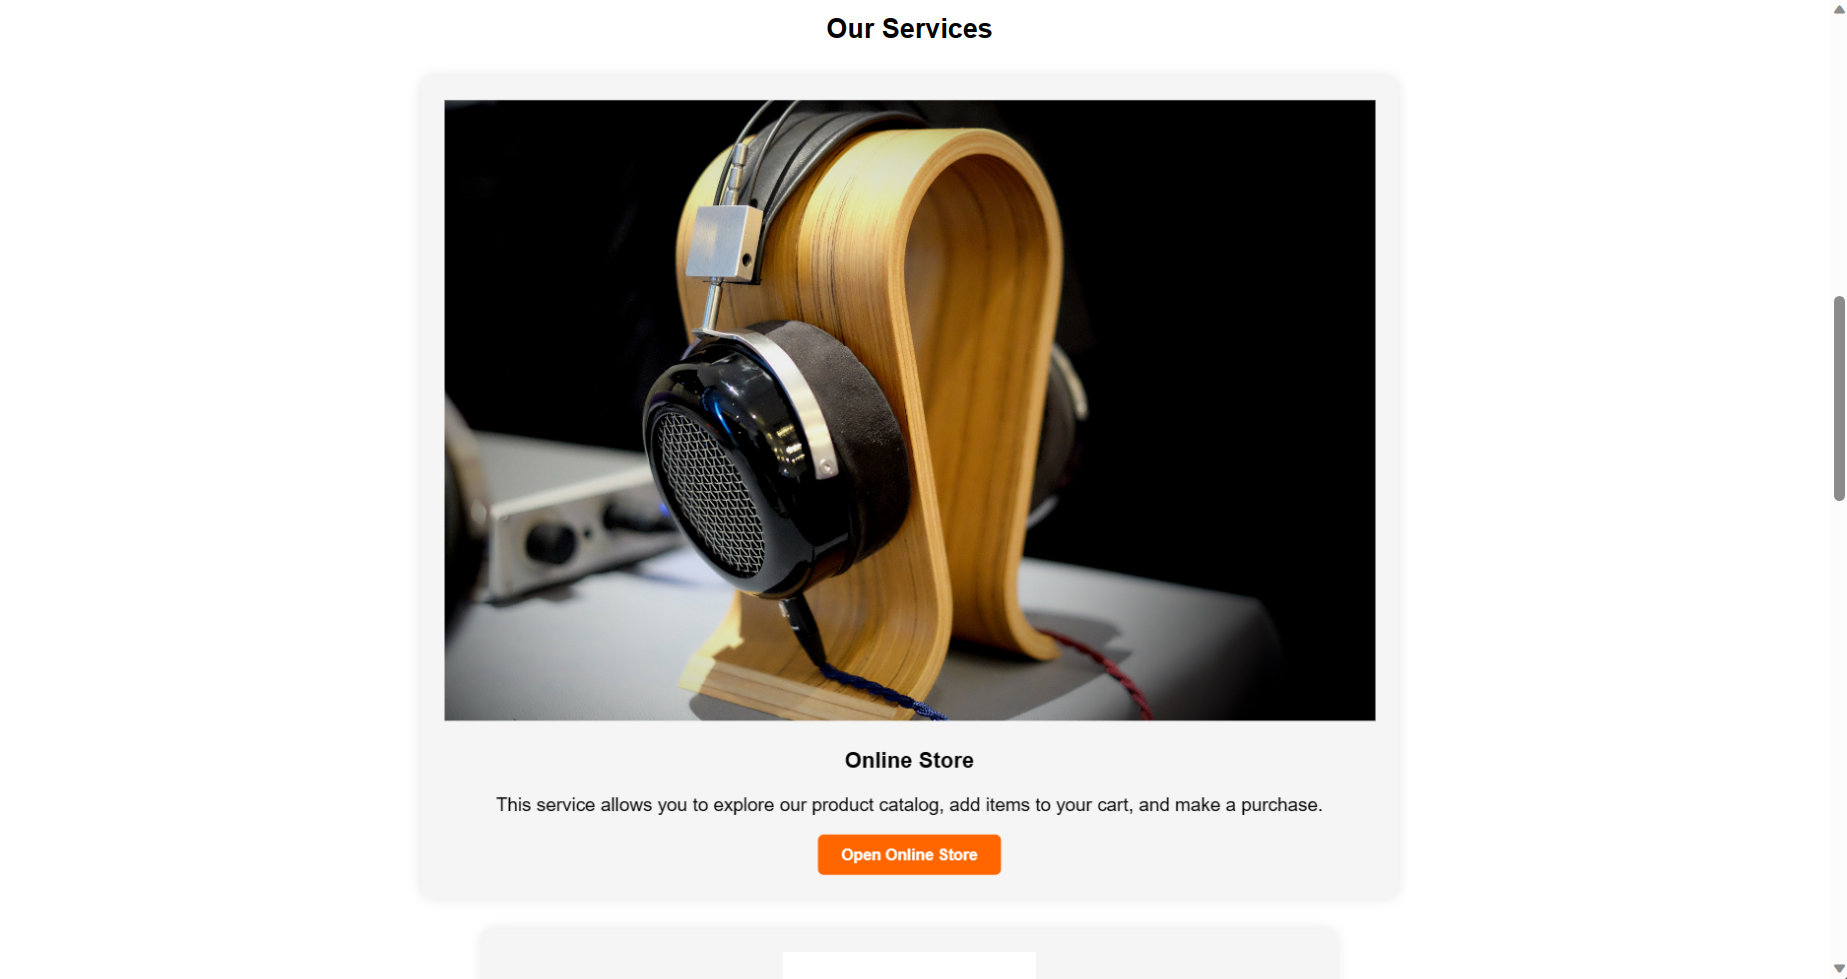 Our Services
Online Store
This service allows you to explore our product catalog, add items to your cart, and make a purchase.
Open Online Store